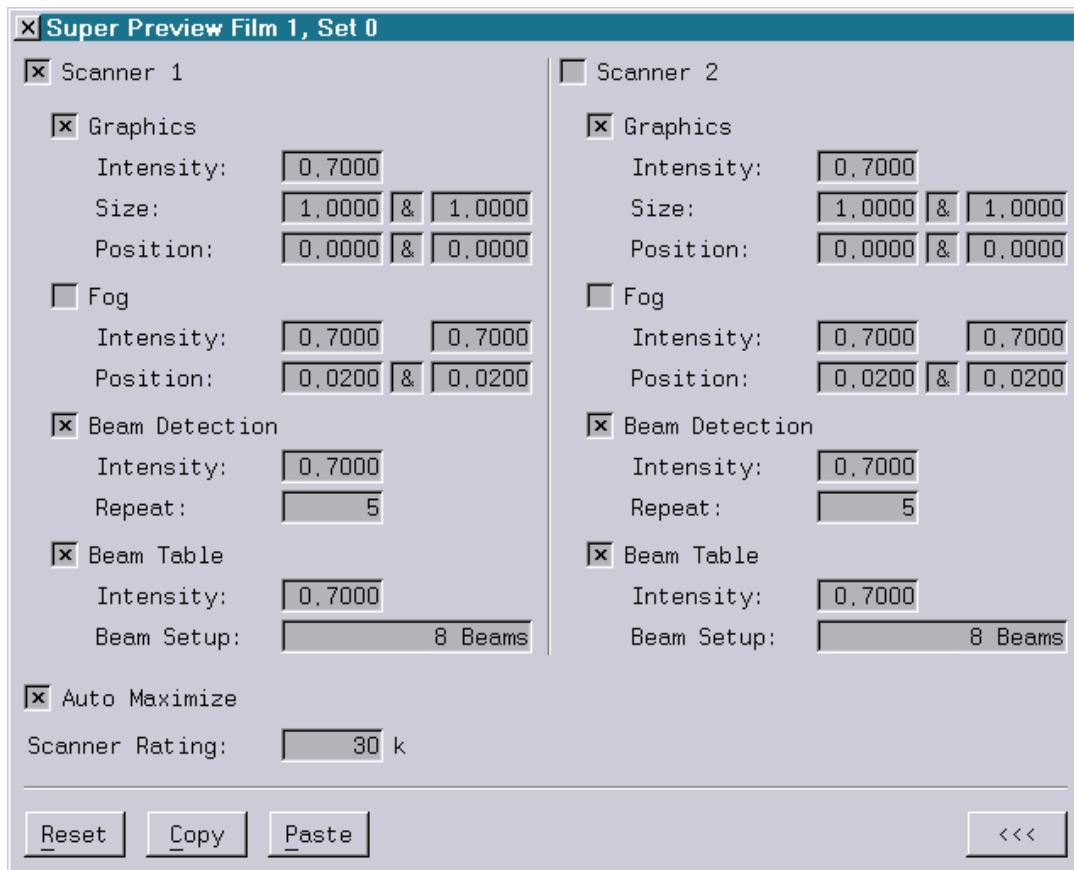 Super Preview Film 1, Set 0
Scanner 1
Graphics
Intensity: 0,7000
Size: 1,0000 & 1,0000
Position: 0,0000 & 0,0000
Fog
Intensity: 0,7000 0,7000
Position: 0,0200 & 0,0200
Beam Detection
Intensity: 0,7000
Repeat: 5
Beam Table
Intensity: 0,7000
Beam Setup: 8 Beams
Scanner 2
Graphics
Intensity: 0,7000
Size: 1,0000 & 1,0000
Position: 0,0000 & 0,0000
Fog
Intensity: 0,7000 0,7000
Position: 0,0200 & 0,0200
Beam Detection
Intensity: 0,7000
Repeat: 5
Beam Table
Intensity: 0,7000
Beam Setup: 8 Beams
Auto Maximize
Scanner Rating: 30 k
Reset Copy Paste <<<